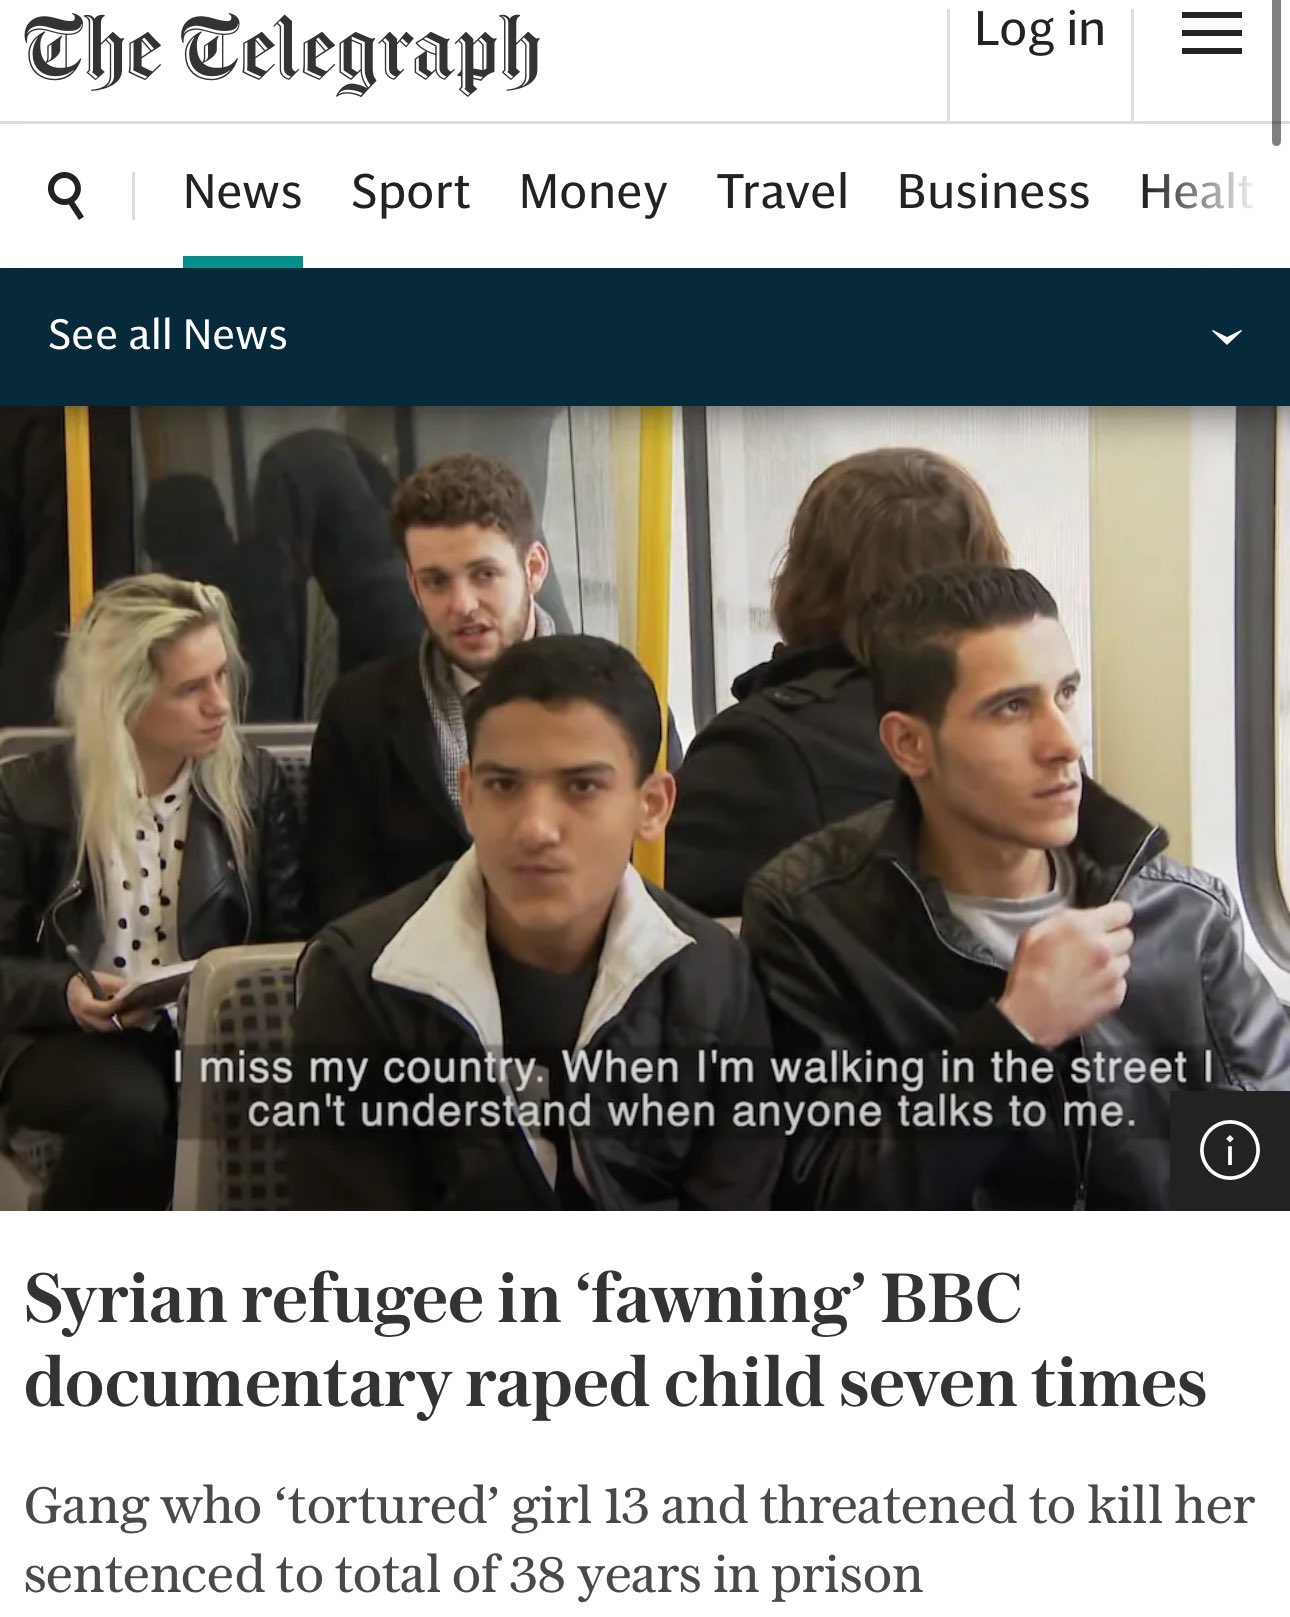 The Telegraph
Log in
News Sport Money Travel Business Healt
See all News
I miss my country. When I'm walking in the street I
can't understand when anyone talks to me.
Syrian refugee in ‘fawning’ BBC
documentary raped child seven times
Gang who ‘tortured’ girl 13 and threatened to kill her
sentenced to total of 38 years in prison